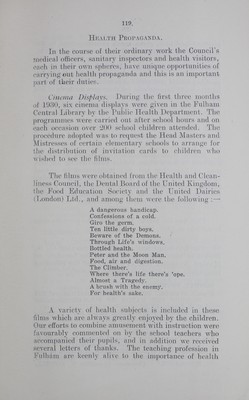 119.
HEALTH PROPAGANDA.
In the course of their ordinary work the Council's
medical officers, sanitary inspectors and health visitors,
each in their own spheres, have unique opportunities of
carrying out health propaganda and this is an important
part of their duties.
Cinema Displays. During the first three months
of 1930, six cinema displays were given in the Fulham
Central Library by the Public Health Department. The
programmes were carried out after school hours and on
each occasion over 200 school children attended. The
procedure adopted was to request the Head Masters and
Mistresses of certain elementary schools to arrange for
the distribution of invitation cards to children who
wished to see the films.
The films were obtained from the Health and Clean-
liness Council, the Dental Board of the United Kingdom,
the Food Education Society and the United Dairies
(London) Ltd., and among them were the following :—
A dangerous handicap.
Confessions of a cold.
Giro the germ.
Ten little dirty boys.
Beware of the Demons.
Through Life's windows.
Bottled health.
Peter and the Moon Man.
Food, air and digestion.
The Climber.
Where there's life there's 'ope.
Almost a Tragedy.
A brush with the enemy.
For health's sake.
A variety of health subjects is included in these
films which are always greatly enjoyed by the children.
Our efforts to combine amusement with instruction were
favourably commented on by the school teachers who
accompanied their pupils, and in addition we received
several letters of thanks. The teaching profession in
Fulham are keenly alive to the importance of health